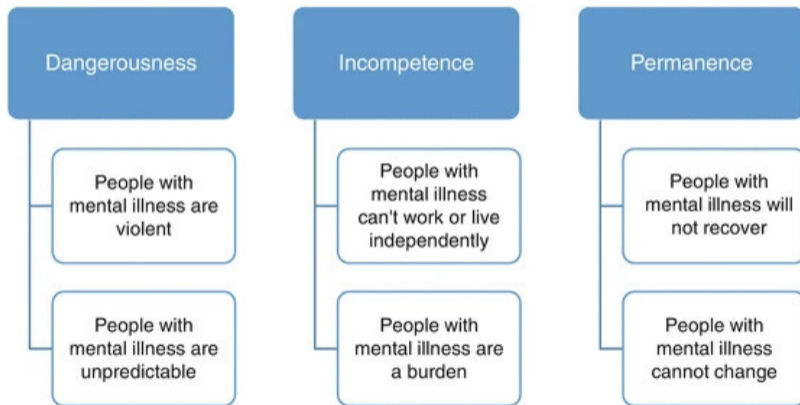 Dangerousness
People with
mental illness are
violent
People with
mental illness are
unpredictable
Incompetence
People with
mental illness
can't work or live
independently
People with
mental illness are
a burden
Permanence
People with
mental illness will
not recover
People with
mental illness
cannot change